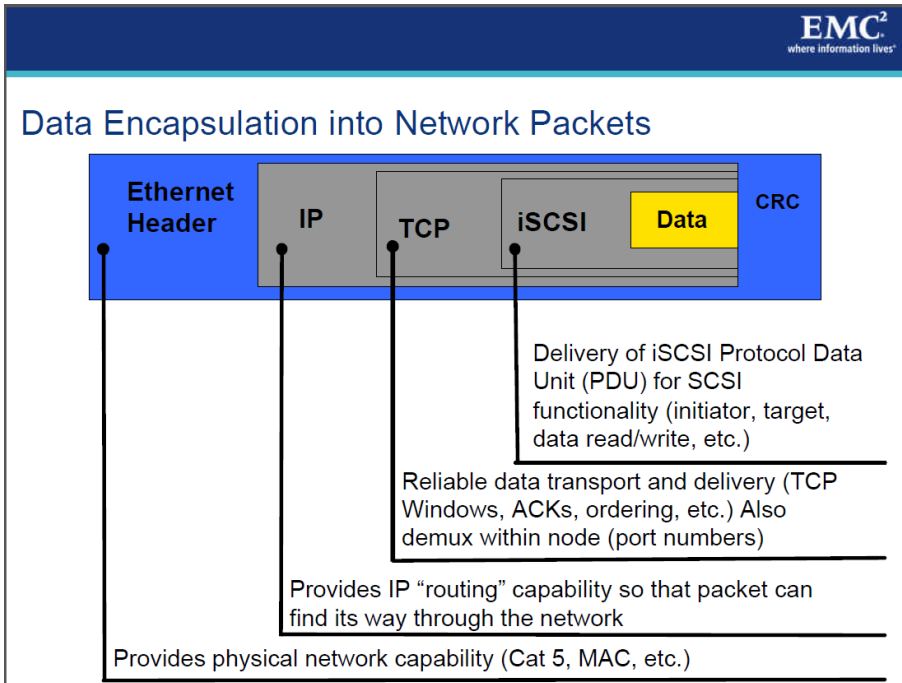 EMC²
where information lives®
Data Encapsulation into Network Packets
Ethernet
Header
IP
TCP
iSCSI
Data
CRC
Delivery of iSCSI Protocol Data
Unit (PDU) for SCSI
functionality (initiator, target,
data read/write, etc.)
Reliable data transport and delivery (TCP
Windows, ACKs, ordering, etc.) Also
demux within node (port numbers)
Provides IP “routing” capability so that packet can
find its way through the network
Provides physical network capability (Cat 5, MAC, etc.)